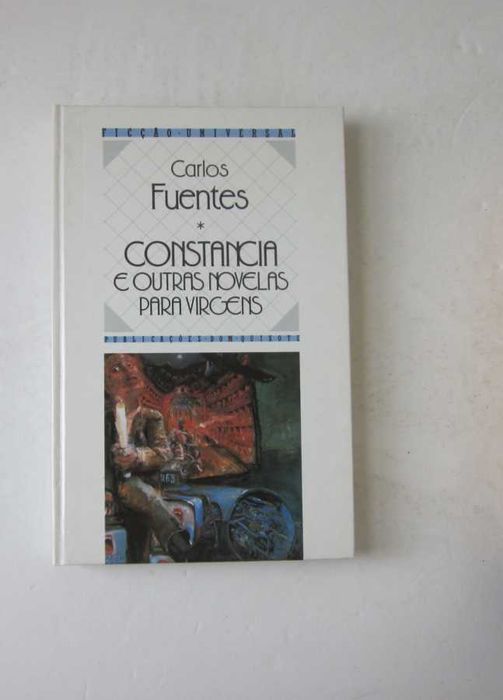 FICÇÃO·UNIVERSAL
Carlos
Fuentes
*
CONSTANCIA
E OUTRAS NOVELAS
PARA VIRGENS
PUBLICAÇÕES·DOM·QUIXOTE